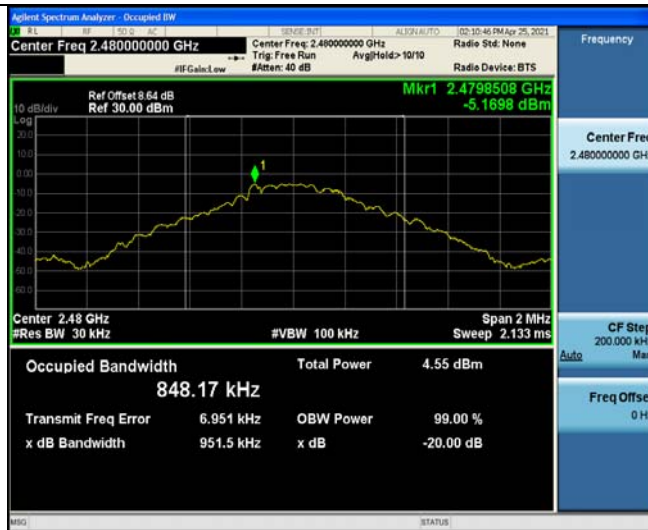 Agilent Spectrum Analyzer - Occupied BW
RL RF 50 Ω AC SENSE:INT ALIGN AUTO 02:10:46 PM Apr 25, 2021
Center Freq 2.480000000 GHz
Center Freq: 2.480000000 GHz
Radio Std: None
Trig: Free Run
Avg|Hold:> 10/10
#IFGain:Low
#Atten: 40 dB
Radio Device: BTS
Frequency
Mkr1 2.4798508 GHz
-5.1698 dBm
Ref Offset 8.64 dB
10 dB/div Ref 30.00 dBm
Log
20.0
10.0
0.00
1
-10.0
-20.0
-30.0
-40.0
-50.0
-60.0
Center Fre
2.480000000 GH
Center 2.48 GHz
Span 2 MHz
#Res BW 30 kHz
#VBW 100 kHz
Sweep 2.133 ms
CF Step
200.000 kH
Auto Ma
Occupied Bandwidth
Total Power 4.55 dBm
848.17 kHz
Transmit Freq Error 6.951 kHz OBW Power 99.00 %
x dB Bandwidth 951.5 kHz x dB -20.00 dB
Freq Offse
0 H
MSG STATUS